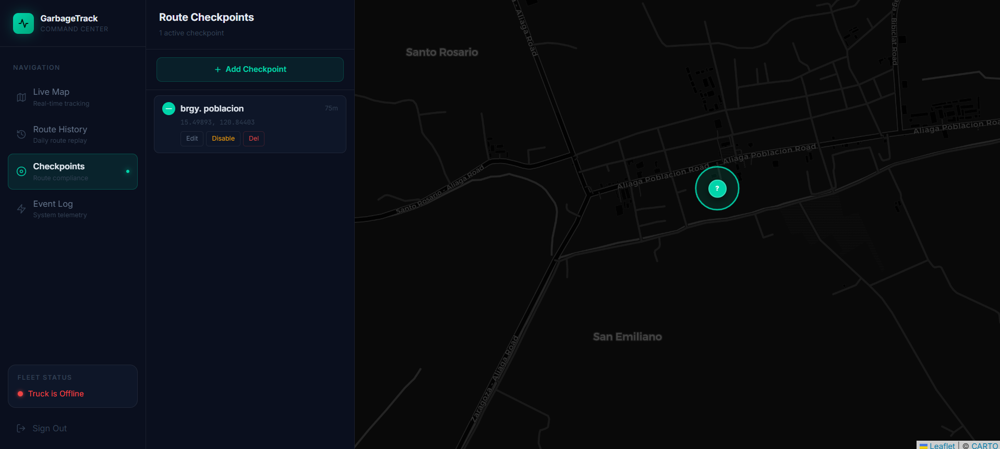 GarbageTrack
COMMAND CENTER
NAVIGATION
Live Map
Real-time tracking
Route History
Daily route replay
Checkpoints
Route compliance
Event Log
System telemetry
FLEET STATUS
Truck is Offline
Sign Out
Route Checkpoints
1 active checkpoint
+ Add Checkpoint
brgy. poblacion
75m
15.49893, 120.84403
Edit
Disable
Del
Santo Rosario
- Aliaga Road
- Bibiclat Road
Aliaga Poblacion Road
Aliaga Poblacion Road
Aliaga Poblacion Roa
Santo Rosario - Aliaga Road
?
San Emiliano
Zaragoza - Aliaga Road
Leaflet | © CARTO